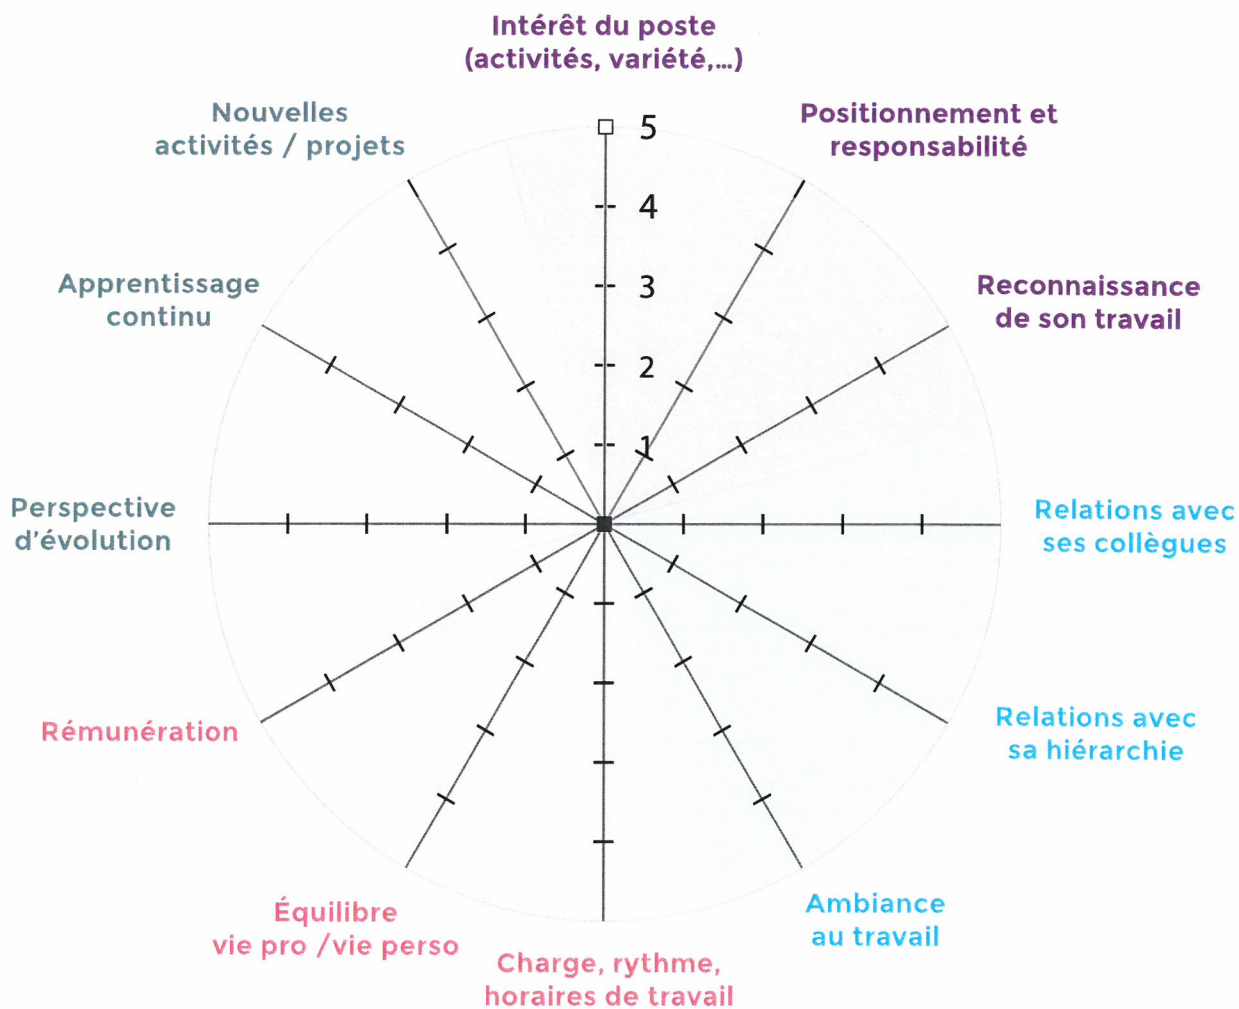 Intérêt du poste
(activités, variété,...)
Nouvelles
activités / projets
Positionnement et
responsabilité
5
4
3
2
1
Apprentissage
continu
Reconnaissance
de son travail
Perspective
d'évolution
Relations avec
ses collègues
Rémunération
Relations avec
sa hiérarchie
Équilibre
vie pro /vie perso
Ambiance
au travail
Charge, rythme,
horaires de travail